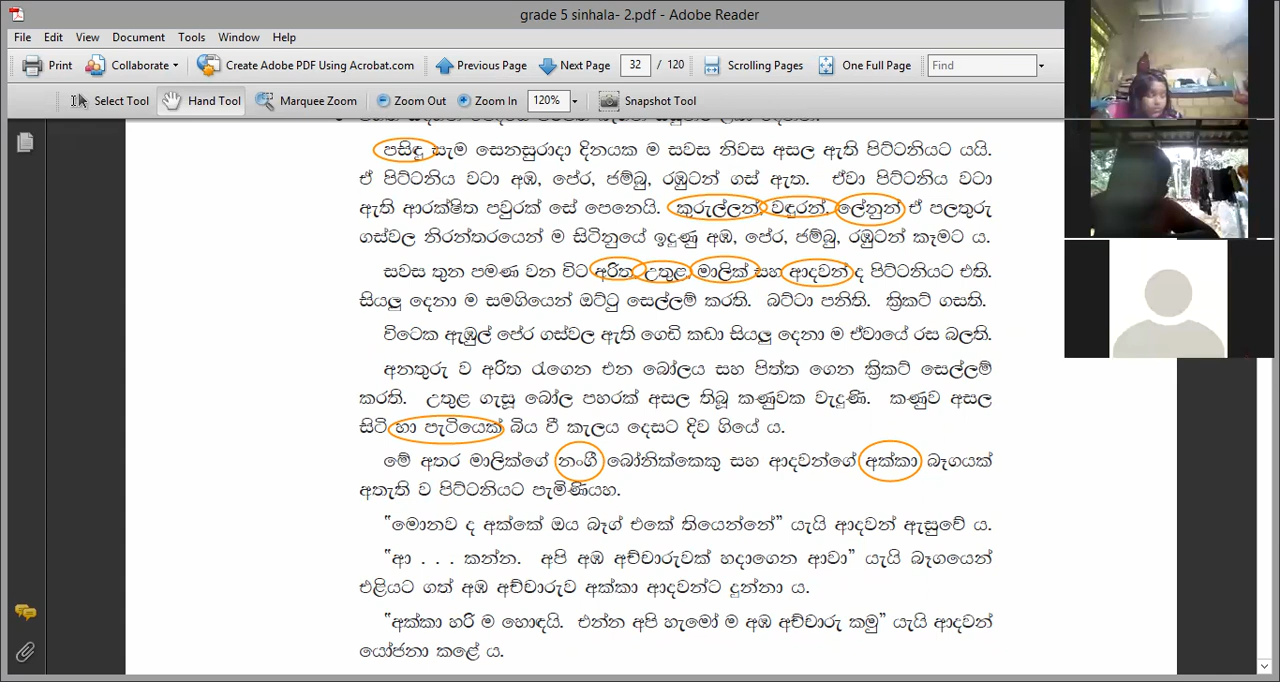 grade 5 sinhala- 2.pdf - Adobe Reader
File Edit View Document Tools Window Help
Print Collaborate Create Adobe PDF Using Acrobat.com Previous Page Next Page 32 / 120 Scrolling Pages One Full Page Find
Select Tool Hand Tool Marquee Zoom Zoom Out Zoom In 120% Snapshot Tool
පසිඳු සැම සෙනසුරාදා දිනයක ම සවස නිවස අසල ඇති පිට්ටනියට යයි.
ඒ පිට්ටනිය වටා අඹ, පේර, ජම්බු, රඹුටන් ගස් ඇත. ඒවා පිට්ටනිය වටා
ඇති ආරක්ෂිත පවුරක් සේ පෙනෙයි. කුරුල්ලන්, වඳුරන්, ලේනුන් ඒ පලතුරු
ගස්වල නිරන්තරයෙන් ම සිටිනුයේ ඉදුණු අඹ, පේර, ජම්බු, රඹුටන් කෑමට ය.
සවස තුන පමණ වන විට අරිත, උතුළ, මාලික් සහ ආදවන් ද පිට්ටනියට එති.
සියලු දෙනා ම සමගියෙන් ඔට්ටු සෙල්ලම් කරති. බට්ටා පනිති. ක්‍රිකට් ගසති.
විටෙක ඇඹුල් පේර ගස්වල ඇති ගෙඩි කඩා සියලු දෙනා ම ඒවායේ රස බලති.
අනතුරු ව අරිත රැගෙන එන බෝලය සහ පිත්ත ගෙන ක්‍රිකට් සෙල්ලම්
කරති. උතුළ ගැසූ බෝල පහරක් අසල තිබූ කණුවක වැදුණි. කණුව අසල
සිටි හා පැටියෙක් බිය වී කැලය දෙසට දිව ගියේ ය.
මේ අතර මාලික්ගේ නංගී බෝනික්කෙකු සහ ආදවන්ගේ අක්කා බෑගයක්
අතැති ව පිට්ටනියට පැමිණියහ.
"මොනව ද අක්කේ ඔය බෑග් එකේ තියෙන්නේ" යැයි ආදවන් ඇසුවේ ය.
"ආ . . . කන්න. අපි අඹ අච්චාරුවක් හදාගෙන ආවා" යැයි බෑගයෙන්
එළියට ගත් අඹ අච්චාරුව අක්කා ආදවන්ට දුන්නා ය.
"අක්කා හරි ම හොඳයි. එන්න අපි හැමෝ ම අඹ අච්චාරු කමු" යැයි ආදවන්
යෝජනා කළේ ය.